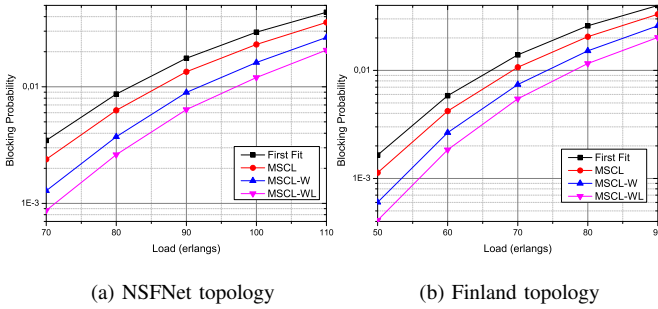 Blocking Probability
0,01
1E-3
First Fit
MSCL
MSCL-W
MSCL-WL
70 80 90 100 110
Load (erlangs)
(a) NSFNet topology
Blocking Probability
0,01
1E-3
First Fit
MSCL
MSCL-W
MSCL-WL
50 60 70 80
Load (erlangs)
(b) Finland topology